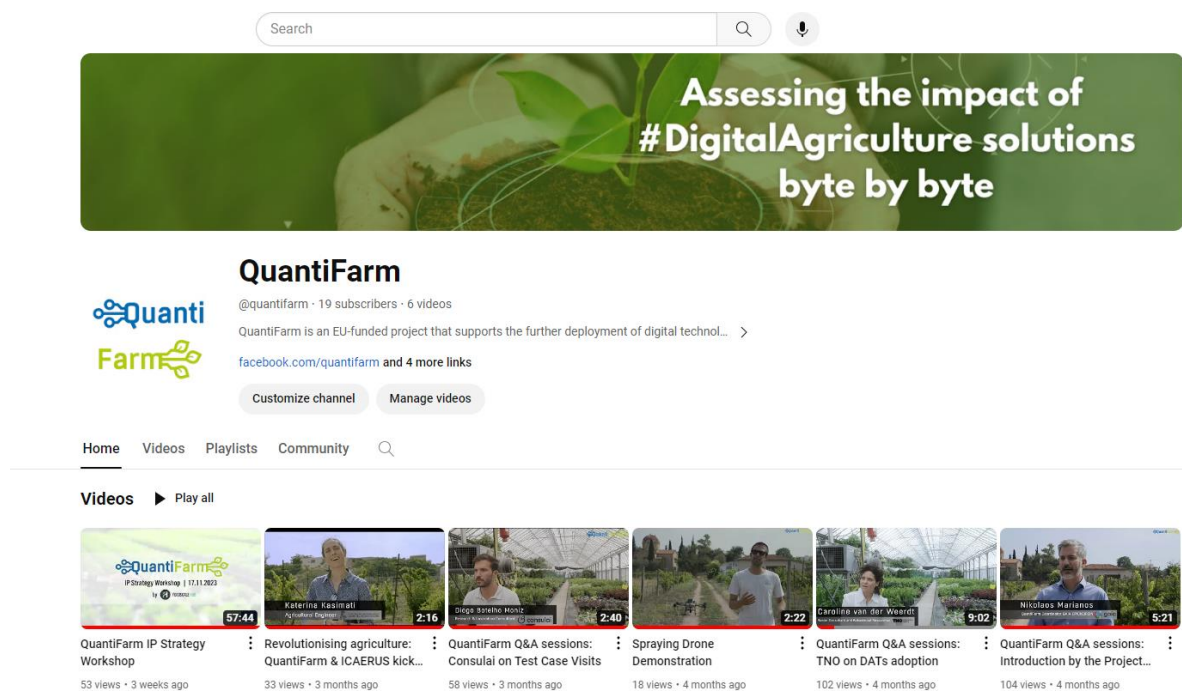 Search
Assessing the impact of
#DigitalAgriculture solutions
byte by byte
QuantiFarm
@quantifarm · 19 subscribers · 6 videos
QuantiFarm is an EU-funded project that supports the further deployment of digital technol...
facebook.com/quantifarm and 4 more links
Customize channel Manage videos
Quanti
Farm
Home Videos Playlists Community
Videos Play all
QuantiFarm
IP Strategy Workshop | 17.11.2023
by
57:44
Katerina Kasimati
Agricultural Engineer
2:16
Diogo Botelho Moniz
consulai
2:40
2:22
Caroline van der Weerdt
9:02
Nikolaos Marianos
5:21
QuantiFarm IP Strategy
Workshop
53 views • 3 weeks ago
Revolutionising agriculture:
QuantiFarm & ICAERUS kick...
33 views • 3 months ago
QuantiFarm Q&A sessions:
Consulai on Test Case Visits
58 views • 3 months ago
Spraying Drone
Demonstration
18 views • 4 months ago
QuantiFarm Q&A sessions:
TNO on DATs adoption
102 views • 4 months ago
QuantiFarm Q&A sessions:
Introduction by the Project...
104 views • 4 months ago